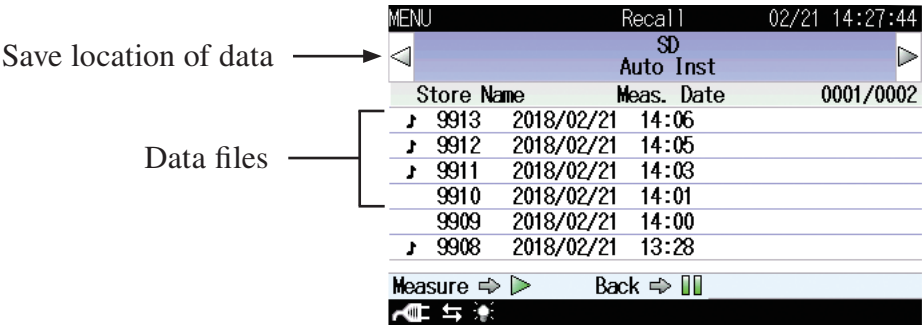 MENU Recall 02/21 14:27:44
Save location of data
SD
Auto Inst
Store Name Meas. Date 0001/0002
Data files
♪ 9913 2018/02/21 14:06
♪ 9912 2018/02/21 14:05
♪ 9911 2018/02/21 14:03
9910 2018/02/21 14:01
9909 2018/02/21 14:00
♪ 9908 2018/02/21 13:28
Measure ⇨ ▷ Back ⇨ ▯▯